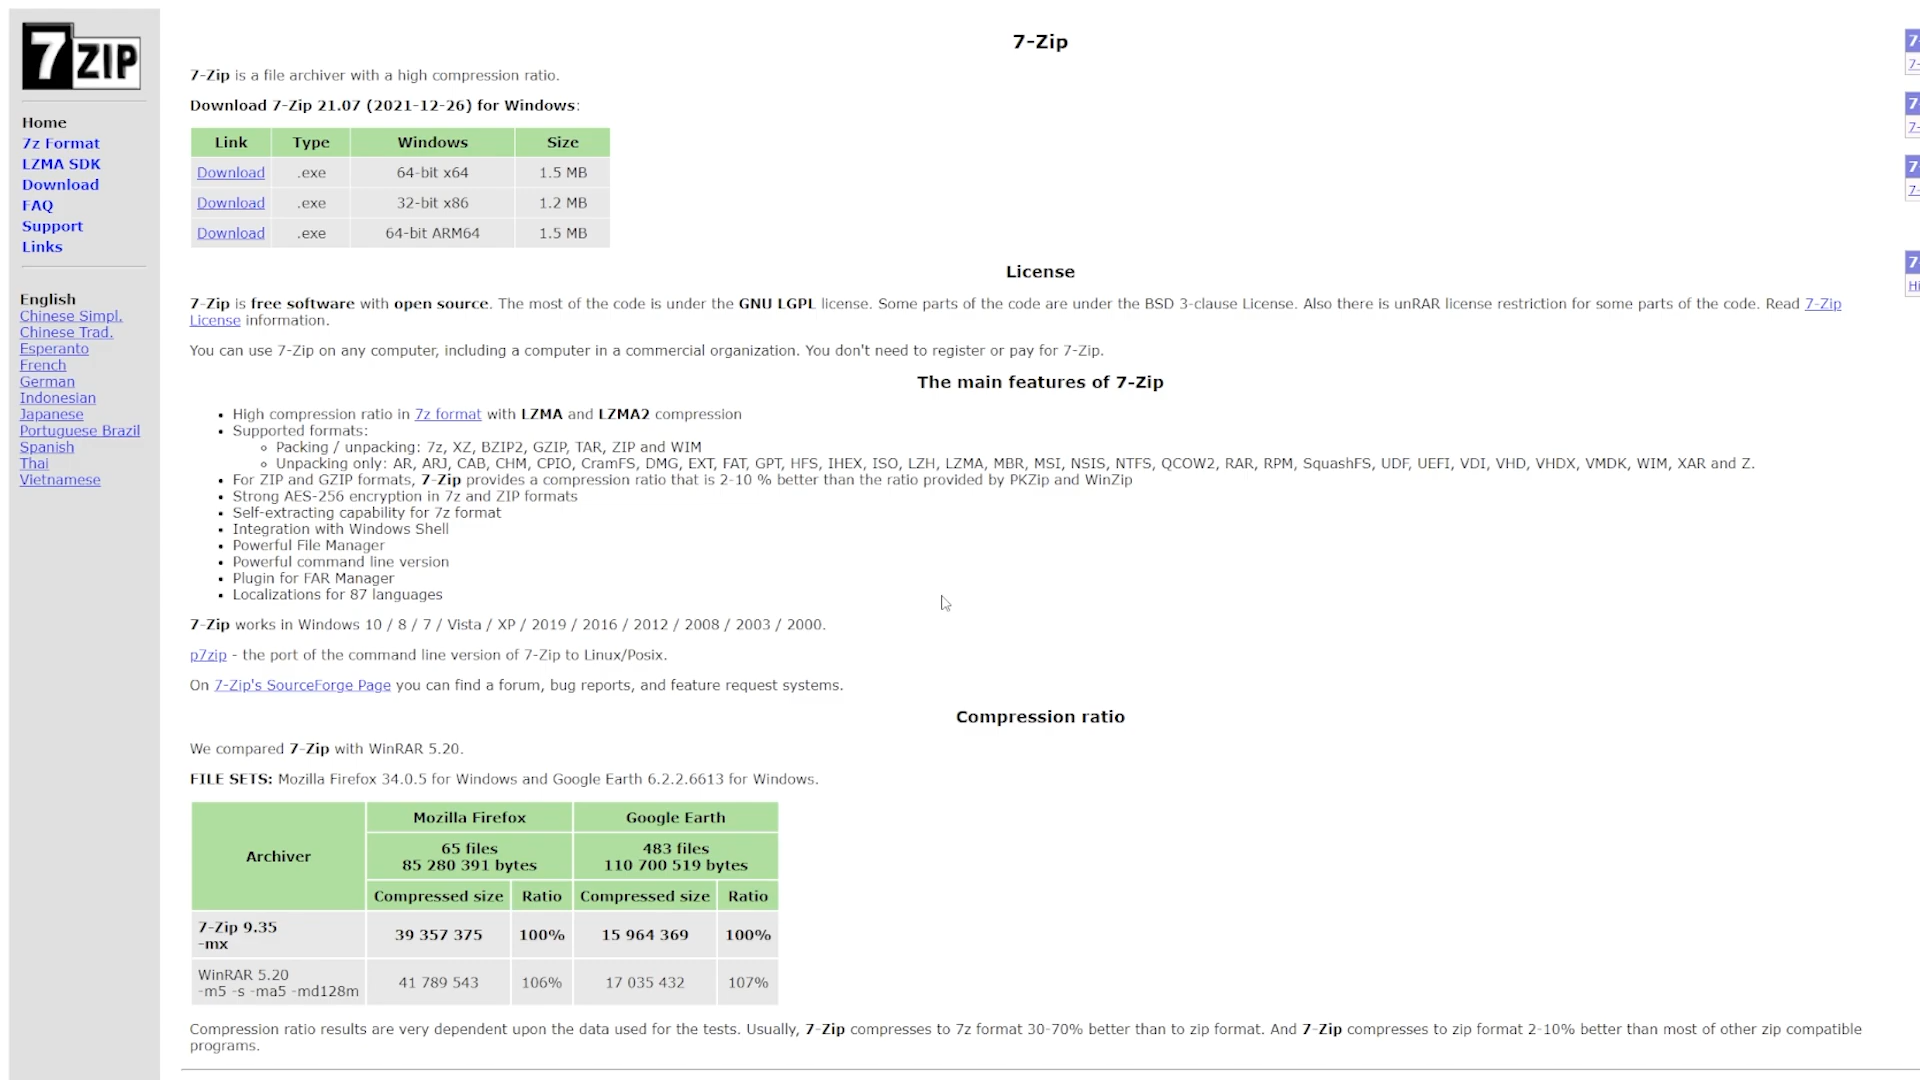 7ZIP
Home
7z Format
LZMA SDK
Download
FAQ
Support
Links
English
Chinese Simpl.
Chinese Trad.
Esperanto
French
German
Indonesian
Japanese
Portuguese Brazil
Spanish
Thai
Vietnamese
7-Zip
7-Zip is a file archiver with a high compression ratio.
Download 7-Zip 21.07 (2021-12-26) for Windows:
Link Type Windows Size
Download .exe 64-bit x64 1.5 MB
Download .exe 32-bit x86 1.2 MB
Download .exe 64-bit ARM64 1.5 MB
License
7-Zip is free software with open source. The most of the code is under the GNU LGPL license. Some parts of the code are under the BSD 3-clause License. Also there is unRAR license restriction for some parts of the code. Read 7-Zip
License information.
You can use 7-Zip on any computer, including a computer in a commercial organization. You don't need to register or pay for 7-Zip.
The main features of 7-Zip
High compression ratio in 7z format with LZMA and LZMA2 compression
Supported formats:
Packing / unpacking: 7z, XZ, BZIP2, GZIP, TAR, ZIP and WIM
Unpacking only: AR, ARJ, CAB, CHM, CPIO, CramFS, DMG, EXT, FAT, GPT, HFS, IHEX, ISO, LZH, LZMA, MBR, MSI, NSIS, NTFS, QCOW2, RAR, RPM, SquashFS, UDF, UEFI, VDI, VHD, VHDX, VMDK, WIM, XAR and Z.
For ZIP and GZIP formats, 7-Zip provides a compression ratio that is 2-10 % better than the ratio provided by PKZip and WinZip
Strong AES-256 encryption in 7z and ZIP formats
Self-extracting capability for 7z format
Integration with Windows Shell
Powerful File Manager
Powerful command line version
Plugin for FAR Manager
Localizations for 87 languages
7-Zip works in Windows 10 / 8 / 7 / Vista / XP / 2019 / 2016 / 2012 / 2008 / 2003 / 2000.
p7zip - the port of the command line version of 7-Zip to Linux/Posix.
On 7-Zip's SourceForge Page you can find a forum, bug reports, and feature request systems.
Compression ratio
We compared 7-Zip with WinRAR 5.20.
FILE SETS: Mozilla Firefox 34.0.5 for Windows and Google Earth 6.2.2.6613 for Windows.
Archiver Mozilla Firefox Google Earth
65 files 483 files
85 280 391 bytes 110 700 519 bytes
Compressed size Ratio Compressed size Ratio
7-Zip 9.35
-mx 39 357 375 100% 15 964 369 100%
WinRAR 5.20
-m5 -s -ma5 -md128m 41 789 543 106% 17 035 432 107%
Compression ratio results are very dependent upon the data used for the tests. Usually, 7-Zip compresses to 7z format 30-70% better than to zip format. And 7-Zip compresses to zip format 2-10% better than most of other zip compatible
programs.
7-
7-
7-
7-
7-
7-
7-
Hi